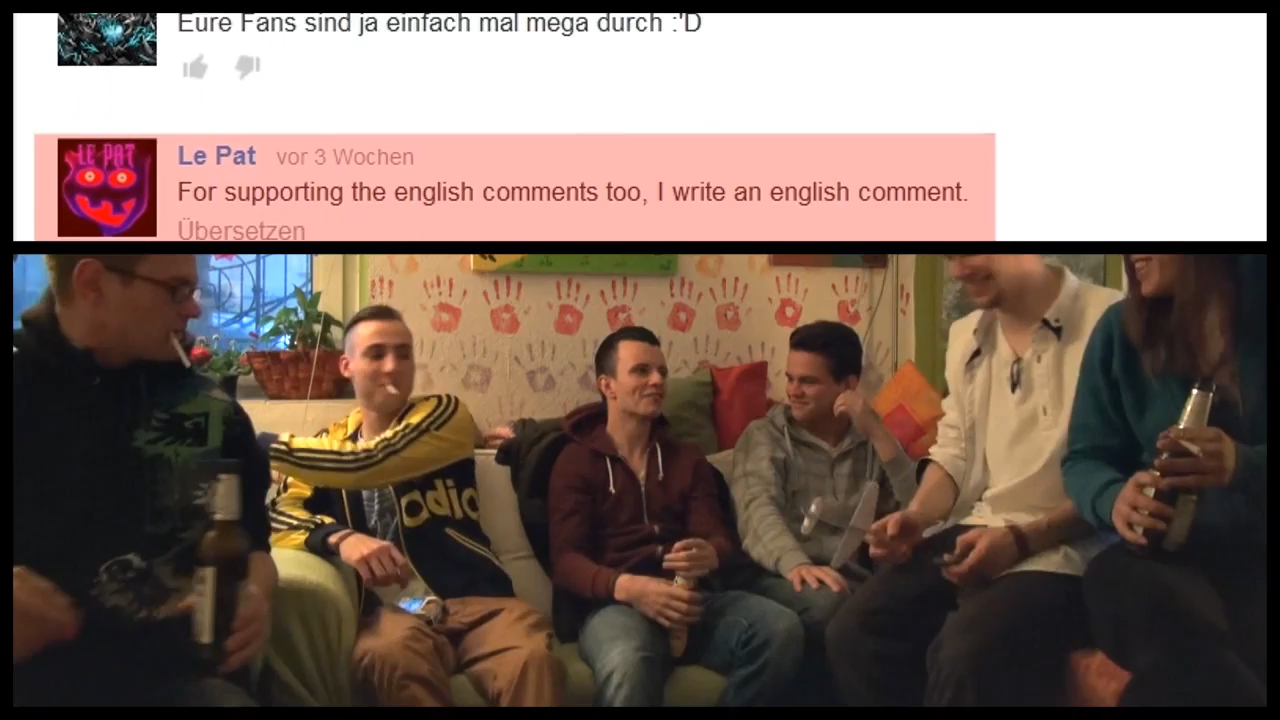 Eure Fans sind ja einfach mal mega durch :'D
LE PAT
Le Pat vor 3 Wochen
For supporting the english comments too, I write an english comment.
Übersetzen
adid